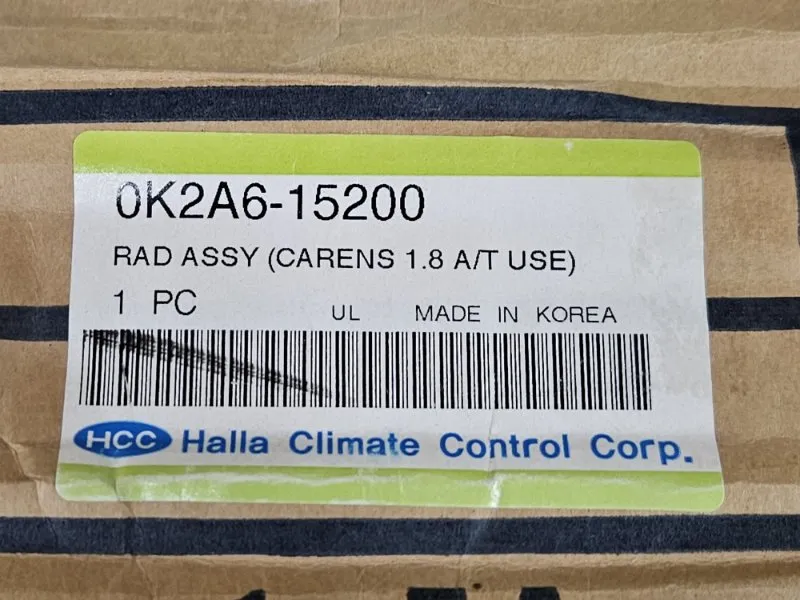 0K2A6-15200
RAD ASSY (CARENS 1.8 A/T USE)
1 PC UL MADE IN KOREA
HCC Halla Climate Control Corp.